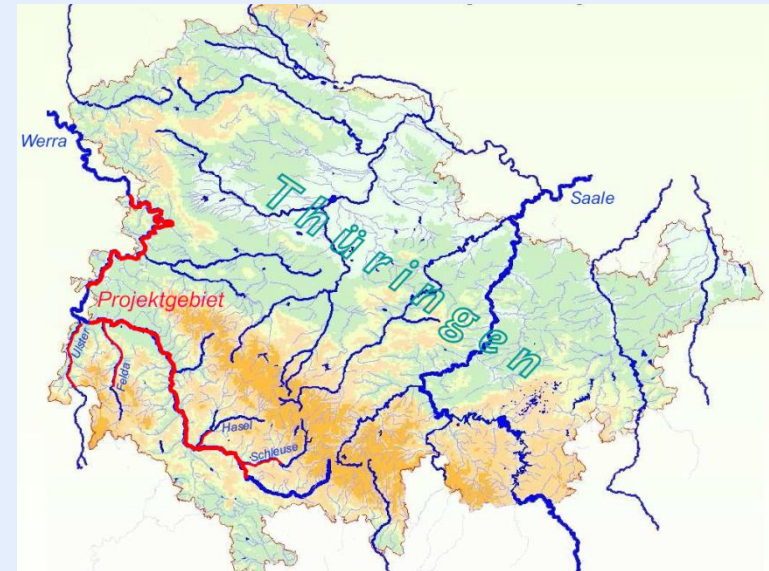 Werra
Saale
Thüringen
Projektgebiet
Ulster
Felda
Hasel
Schleuse